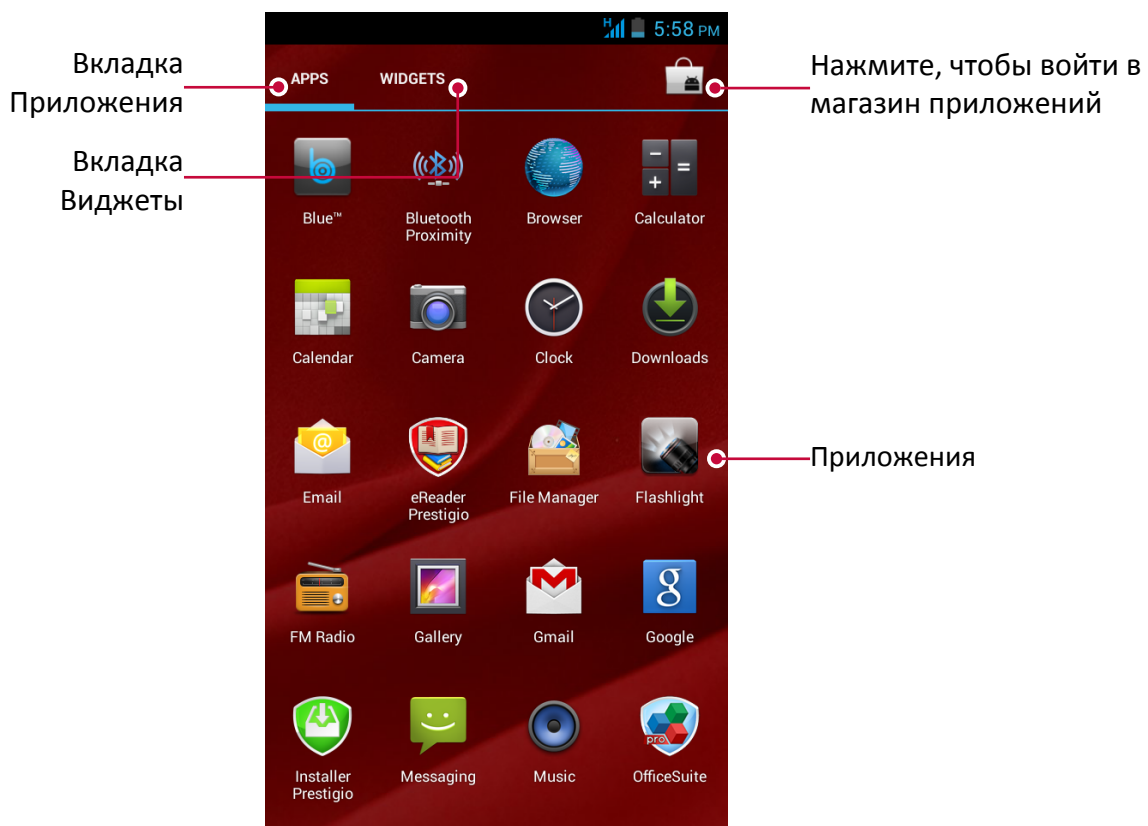 H 5:58 PM
Вкладка
Приложения
APPS WIDGETS
Нажмите, чтобы войти в
магазин приложений
Вкладка
Виджеты
Blue™
Bluetooth
Proximity
Browser
Calculator
Calendar
Camera
Clock
Downloads
Приложения
Email
eReader
Prestigio
File Manager
Flashlight
FM Radio
Gallery
Gmail
Google
Installer
Prestigio
Messaging
Music
pro
OfficeSuite